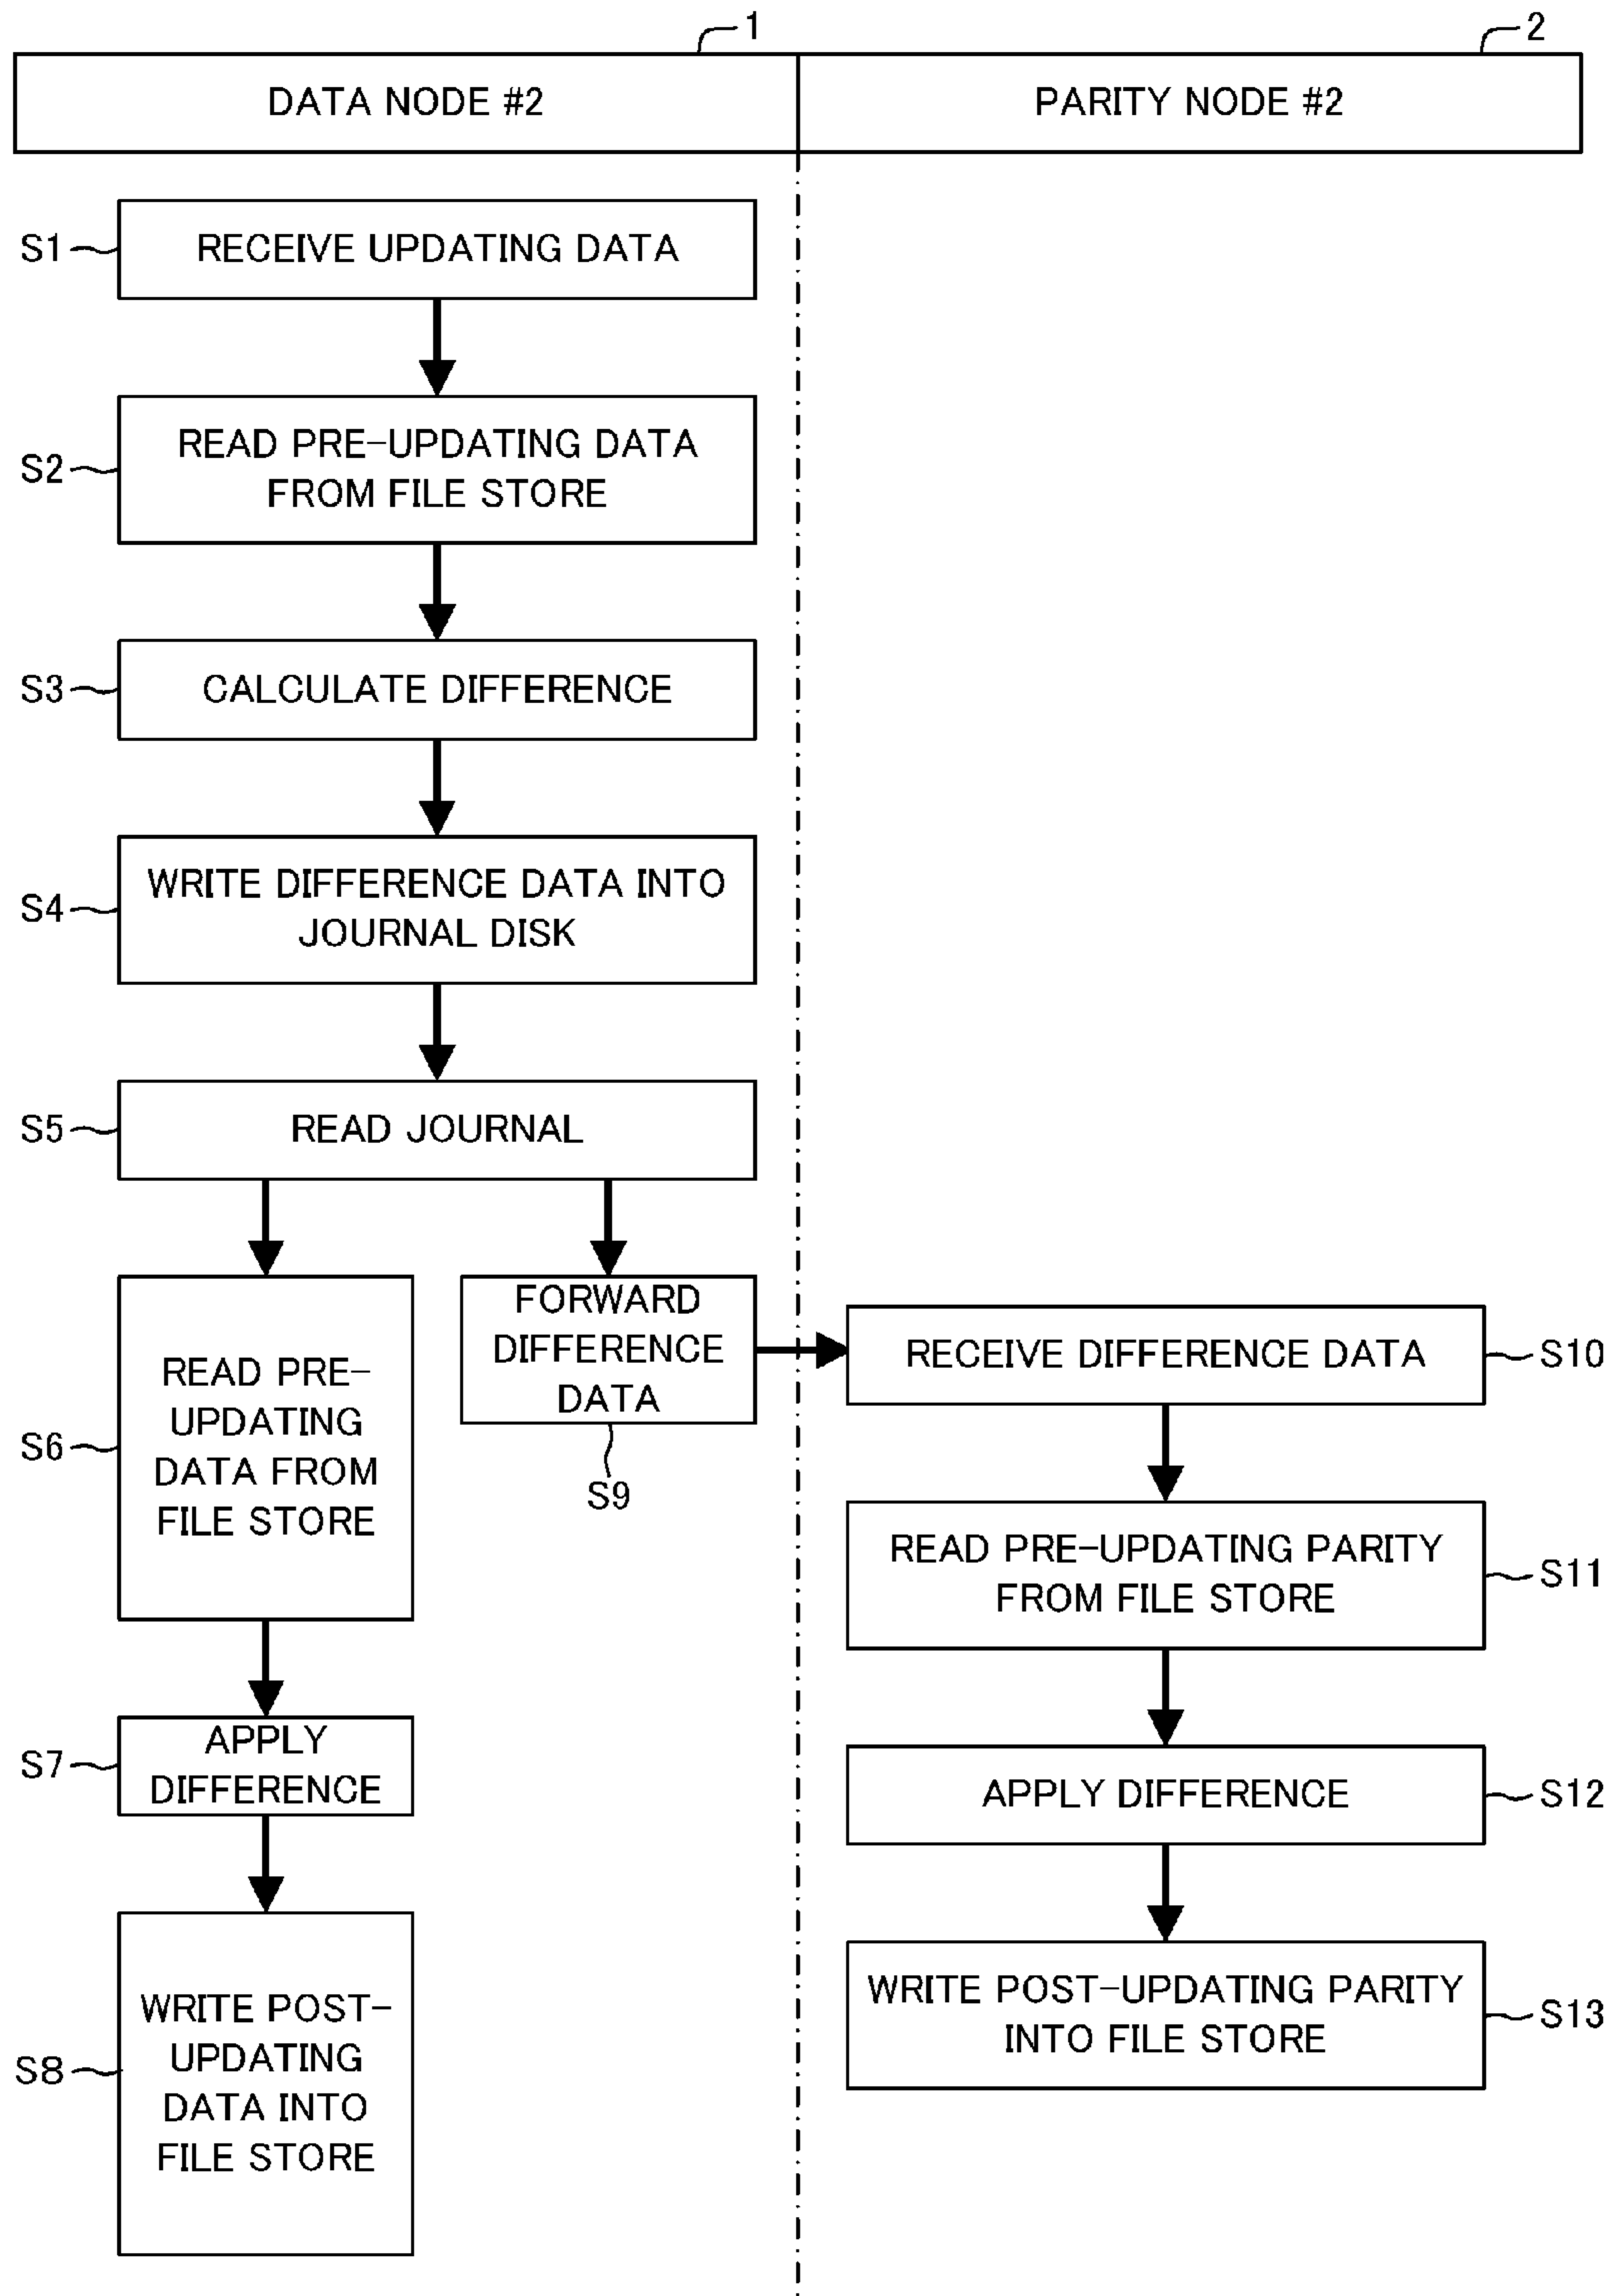 1
2
DATA NODE #2
PARITY NODE #2
S1
RECEIVE UPDATING DATA
S2
READ PRE-UPDATING DATA
FROM FILE STORE
S3
CALCULATE DIFFERENCE
S4
WRITE DIFFERENCE DATA INTO
JOURNAL DISK
S5
READ JOURNAL
S6
READ PRE-
UPDATING
DATA FROM
FILE STORE
FORWARD
DIFFERENCE
DATA
S9
RECEIVE DIFFERENCE DATA
S10
READ PRE-UPDATING PARITY
FROM FILE STORE
S11
S7
APPLY
DIFFERENCE
APPLY DIFFERENCE
S12
S8
WRITE POST-
UPDATING
DATA INTO
FILE STORE
WRITE POST-UPDATING PARITY
INTO FILE STORE
S13